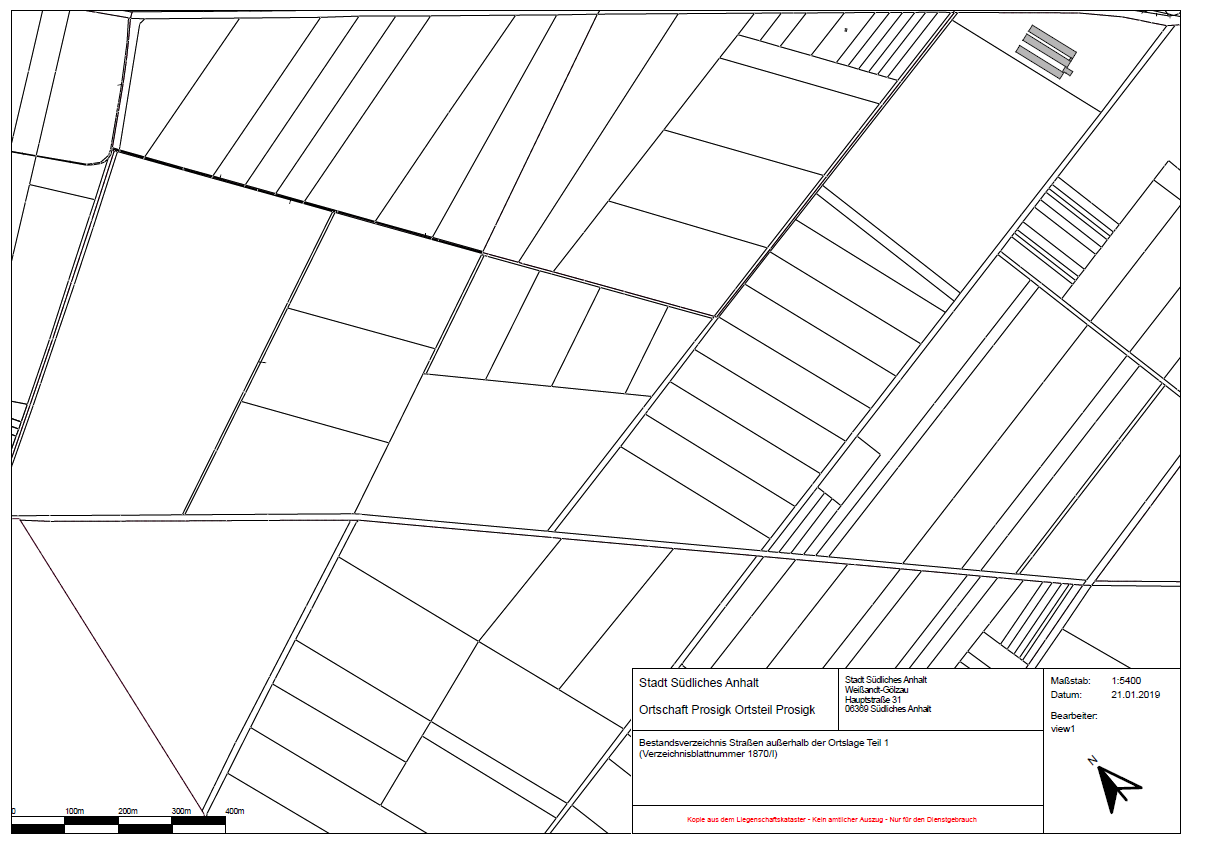 Stadt Südliches Anhalt
Ortschaft Prosigk Ortsteil Prosigk
Stadt Südliches Anhalt
Weißandt-Gölzau
Hauptstraße 31
06369 Südliches Anhalt
Maßstab: 1:5400
Datum: 21.01.2019
Bearbeiter:
view1
Bestandsverzeichnis Straßen außerhalb der Ortslage Teil 1
(Verzeichnisblattnummer 1870/I)
N
Kopie aus dem Liegenschaftskataster - Kein amtlicher Auszug - Nur für den Dienstgebrauch
0 100m 200m 300m 400m